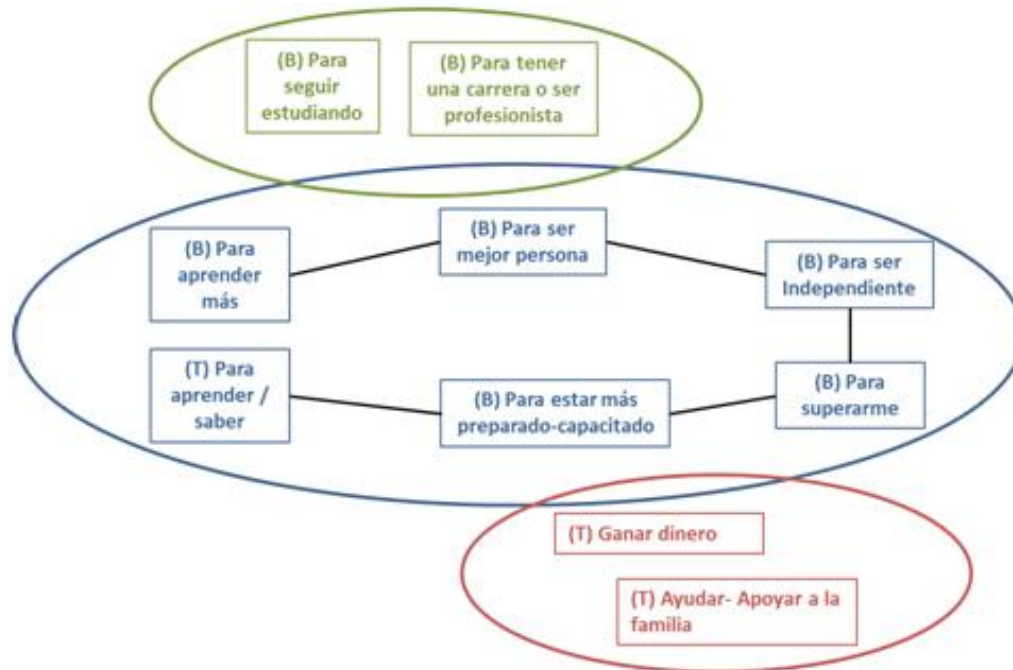 (B) Para
seguir
estudiando
(B) Para tener
una carrera o ser
profesionista
(B) Para
aprender
más
(B) Para ser
mejor persona
(B) Para ser
Independiente
(T) Para
aprender /
saber
(B) Para estar más
preparado-capacitado
(B) Para
superarme
(T) Ganar dinero
(T) Ayudar- Apoyar a la
familia